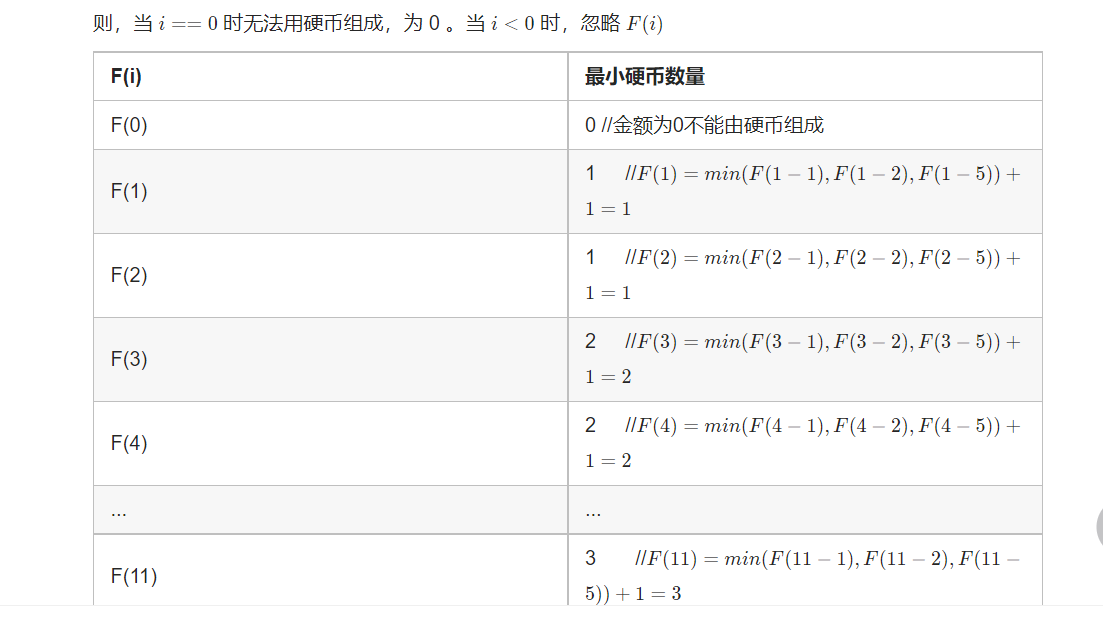 则，当 i == 0 时无法用硬币组成，为 0 。当 i < 0 时，忽略 F(i)
F(i) 最小硬币数量
F(0) 0 //金额为0不能由硬币组成
F(1) 1 //F(1) = min(F(1 − 1), F(1 − 2), F(1 − 5)) +
1 = 1
F(2) 1 //F(2) = min(F(2 − 1), F(2 − 2), F(2 − 5)) +
1 = 1
F(3) 2 //F(3) = min(F(3 − 1), F(3 − 2), F(3 − 5)) +
1 = 2
F(4) 2 //F(4) = min(F(4 − 1), F(4 − 2), F(4 − 5)) +
1 = 2
... ...
F(11) 3 //F(11) = min(F(11 − 1), F(11 − 2), F(11 −
5)) + 1 = 3